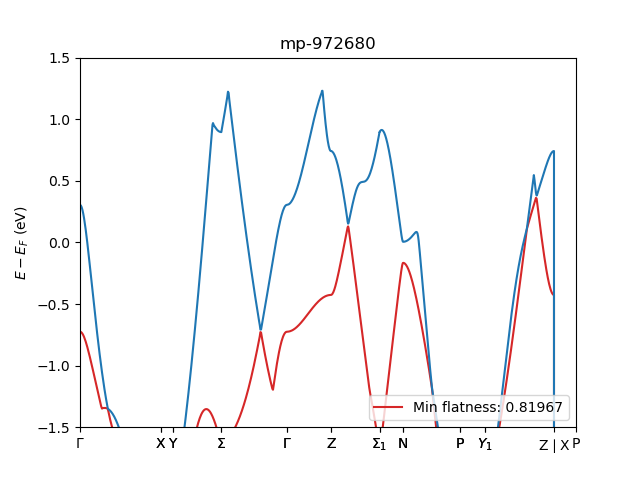 mp-972680
E − E_F (eV)
1.5
1.0
0.5
0.0
−0.5
−1.0
−1.5
Min flatness: 0.81967
Γ X Y Σ Γ Z Σ₁ N P Y₁ Z | X P